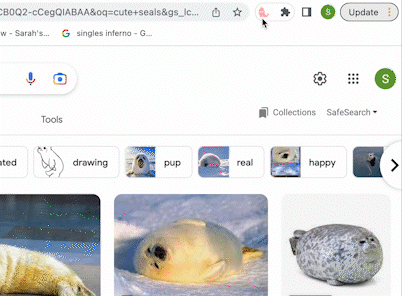 CB0Q2-cCegQIABAA&oq=cute+seals&gs_lc...
S
Update
w - Sarah's...
G singles inferno - G...
S
Tools
Collections
SafeSearch
ated
drawing
pup
real
happy